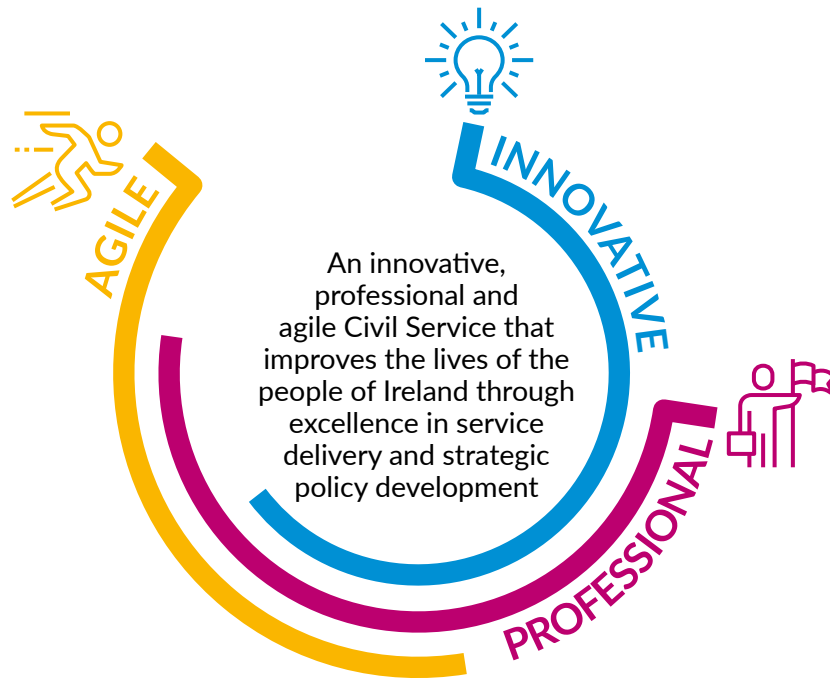 AGILE
INNOVATIVE
An innovative,
professional and
agile Civil Service that
improves the lives of the
people of Ireland through
excellence in service
delivery and strategic
policy development
PROFESSIONAL